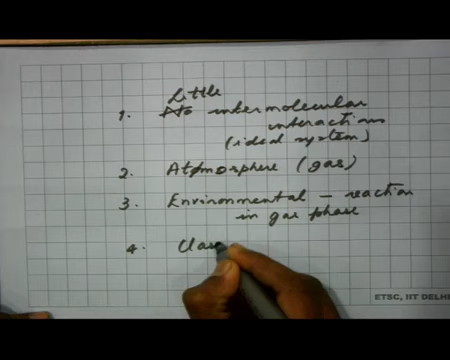 Little
1. No intermolecular
interactions
(ideal system)
2. Atmosphere (gas)
3. Environmental - reaction
in gas phase
4. Clas
ETSC, IIT DELHI